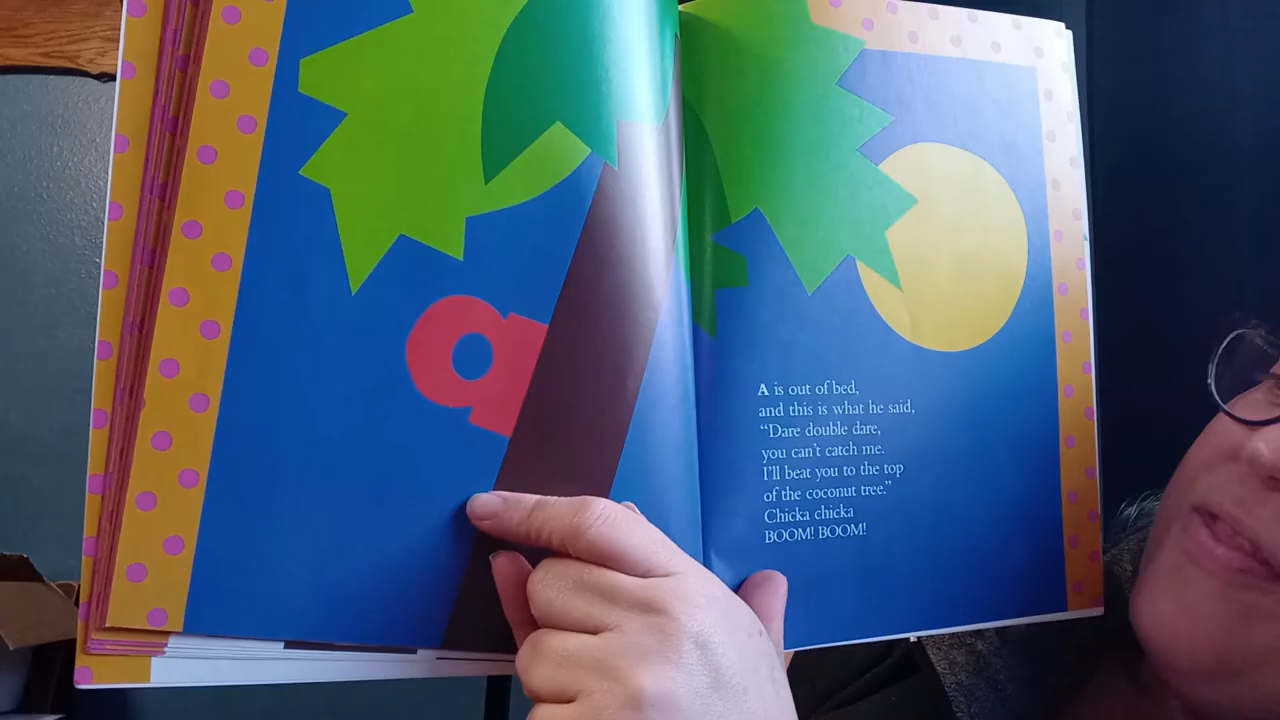 a
A is out of bed,
and this is what he said,
“Dare double dare,
you can’t catch me.
I’ll beat you to the top
of the coconut tree.”
Chicka chicka
BOOM! BOOM!